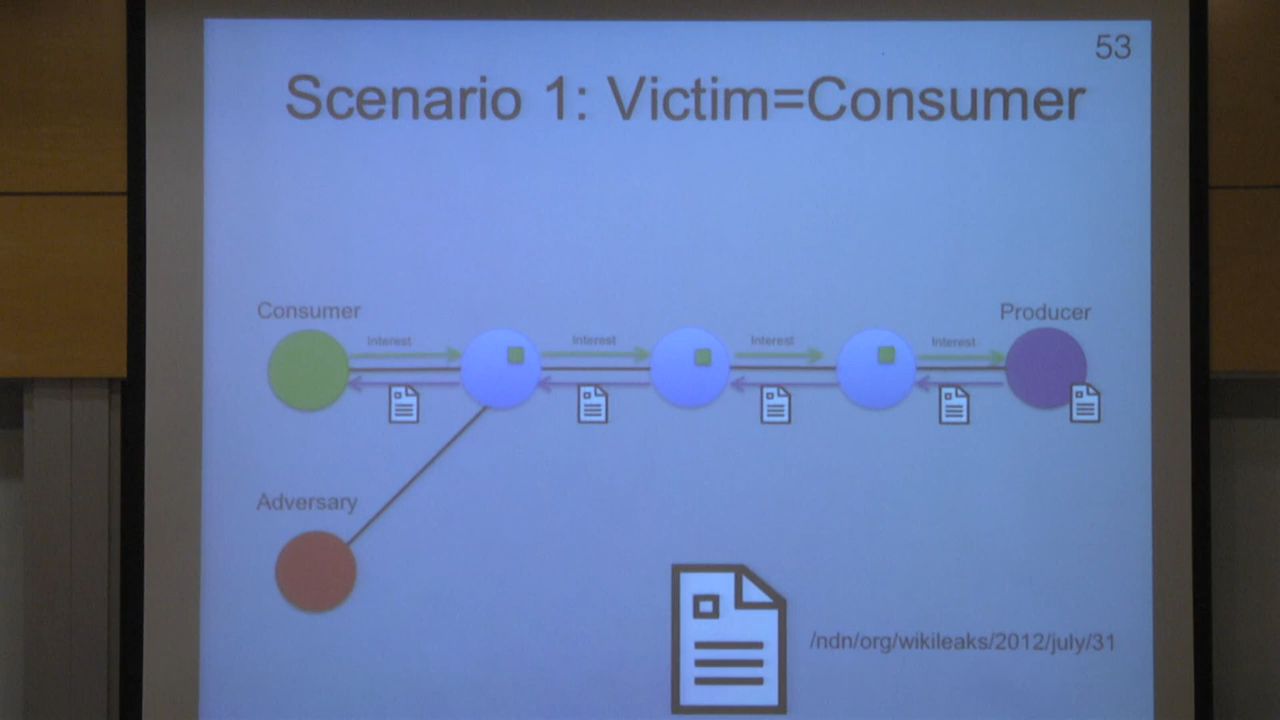 53
Scenario 1: Victim=Consumer
Consumer
Producer
Interest
Interest
Interest
Interest
Adversary
/ndn/org/wikileaks/2012/july/31